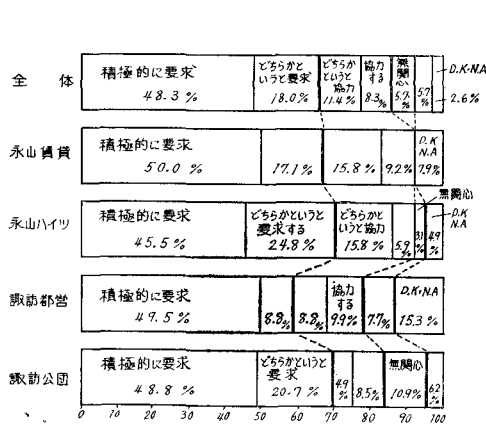 全体
積極的に要求
48.3 %
どちらかと
いうと要求
18.0%
どちらか
というと
協力
11.4%
協力
する
8.3%
無関心
5.7%
5.7%
D.K・N.A
2.6%
永山賃貸
積極的に要求
50.0 %
17.1%
15.8%
9.2%
D.K
N.A
7.9%
無関心
永山ハイツ
積極的に要求
45.5 %
どちらかというと
要求する
24.8%
どちらかと
いうと協力
15.8%
5.9%
4.9%
D.K
N.A
諏訪都営
積極的に要求
49.5 %
8.8%
8.8%
協力
する
9.9%
7.7%
D.K・N.A
15.3%
諏訪公団
積極的に要求
48.8 %
どちらかというと
要求
20.7 %
4.9%
8.5%
無関心
10.9%
6.2%
0 10 20 30 40 50 60 70 80 90 100